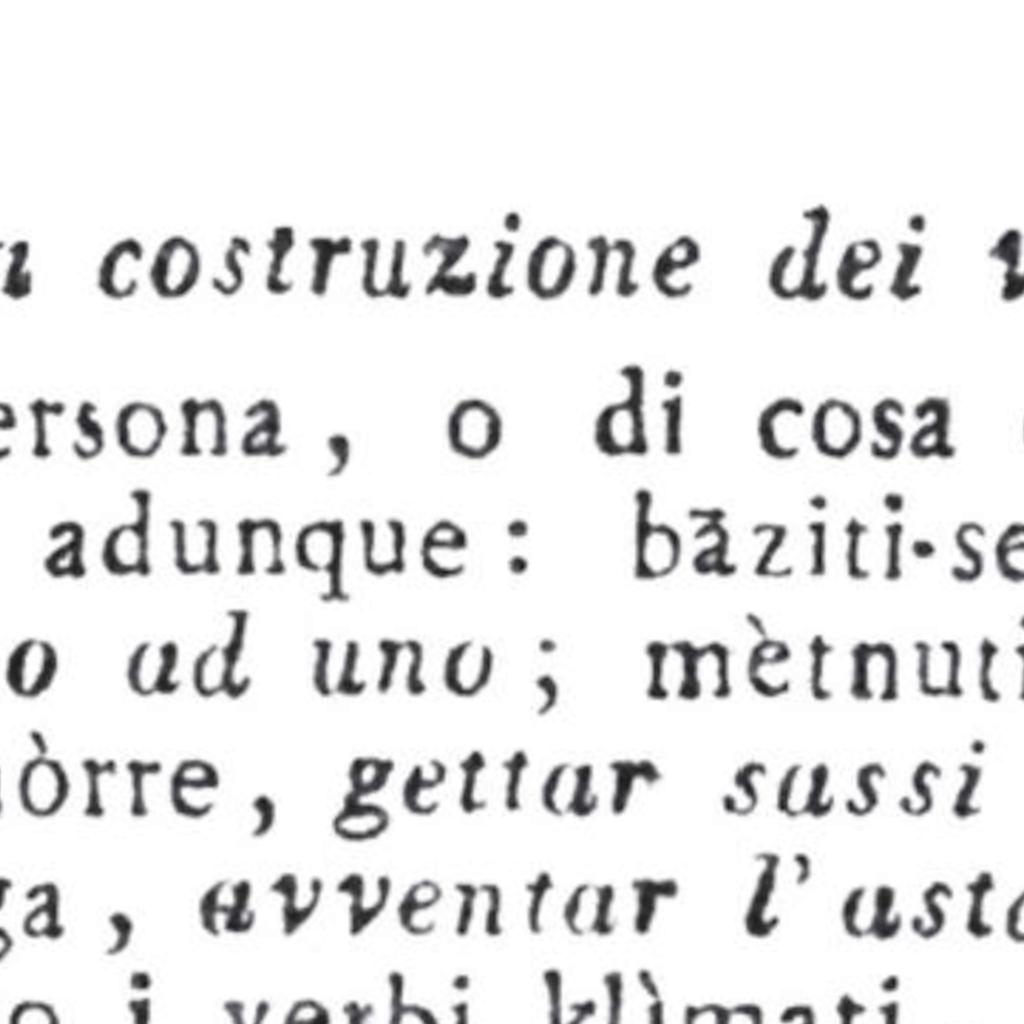 costruzione dei
ersona, o di cosa
adunque: bāziti-se
o ad uno; mètnuti
òrre, gettar sassi
ga, avventar l'asta
o i verbi klìmati